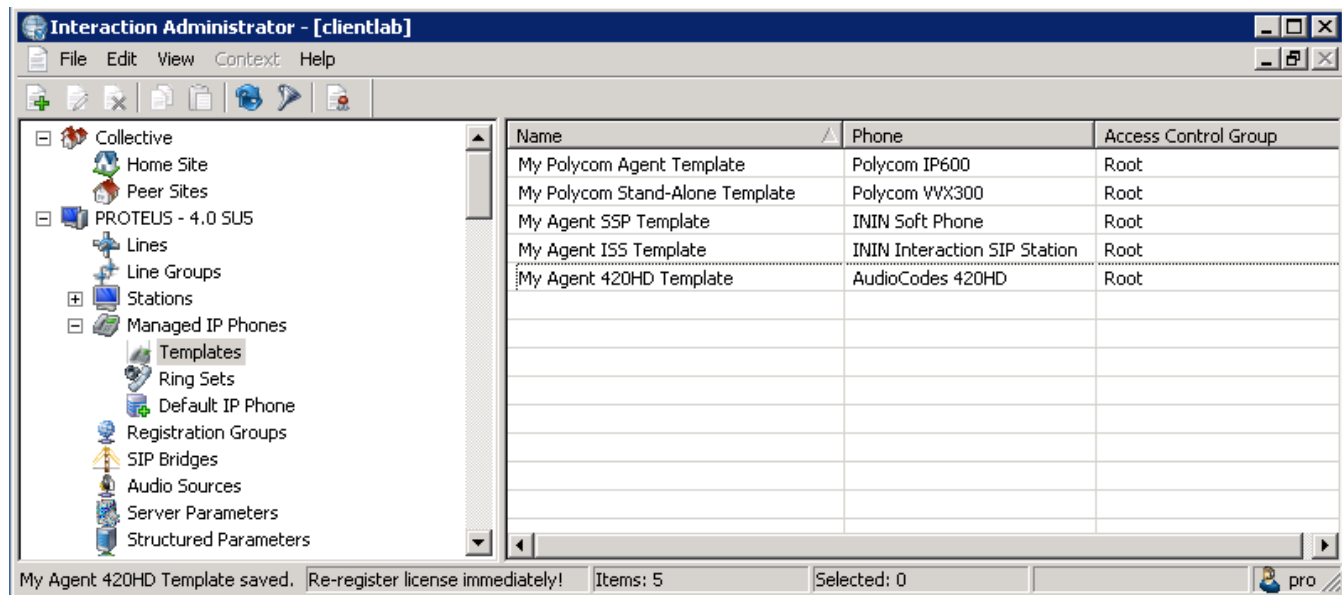 Interaction Administrator - [clientlab]
File Edit View Context Help
Collective
Home Site
Peer Sites
PROTEUS - 4.0 SU5
Lines
Line Groups
Stations
Managed IP Phones
Templates
Ring Sets
Default IP Phone
Registration Groups
SIP Bridges
Audio Sources
Server Parameters
Structured Parameters
Name Phone Access Control Group
My Polycom Agent Template Polycom IP600 Root
My Polycom Stand-Alone Template Polycom VVX300 Root
My Agent SSP Template ININ Soft Phone Root
My Agent ISS Template ININ Interaction SIP Station Root
My Agent 420HD Template AudioCodes 420HD Root
My Agent 420HD Template saved. Re-register license immediately! Items: 5 Selected: 0 pro